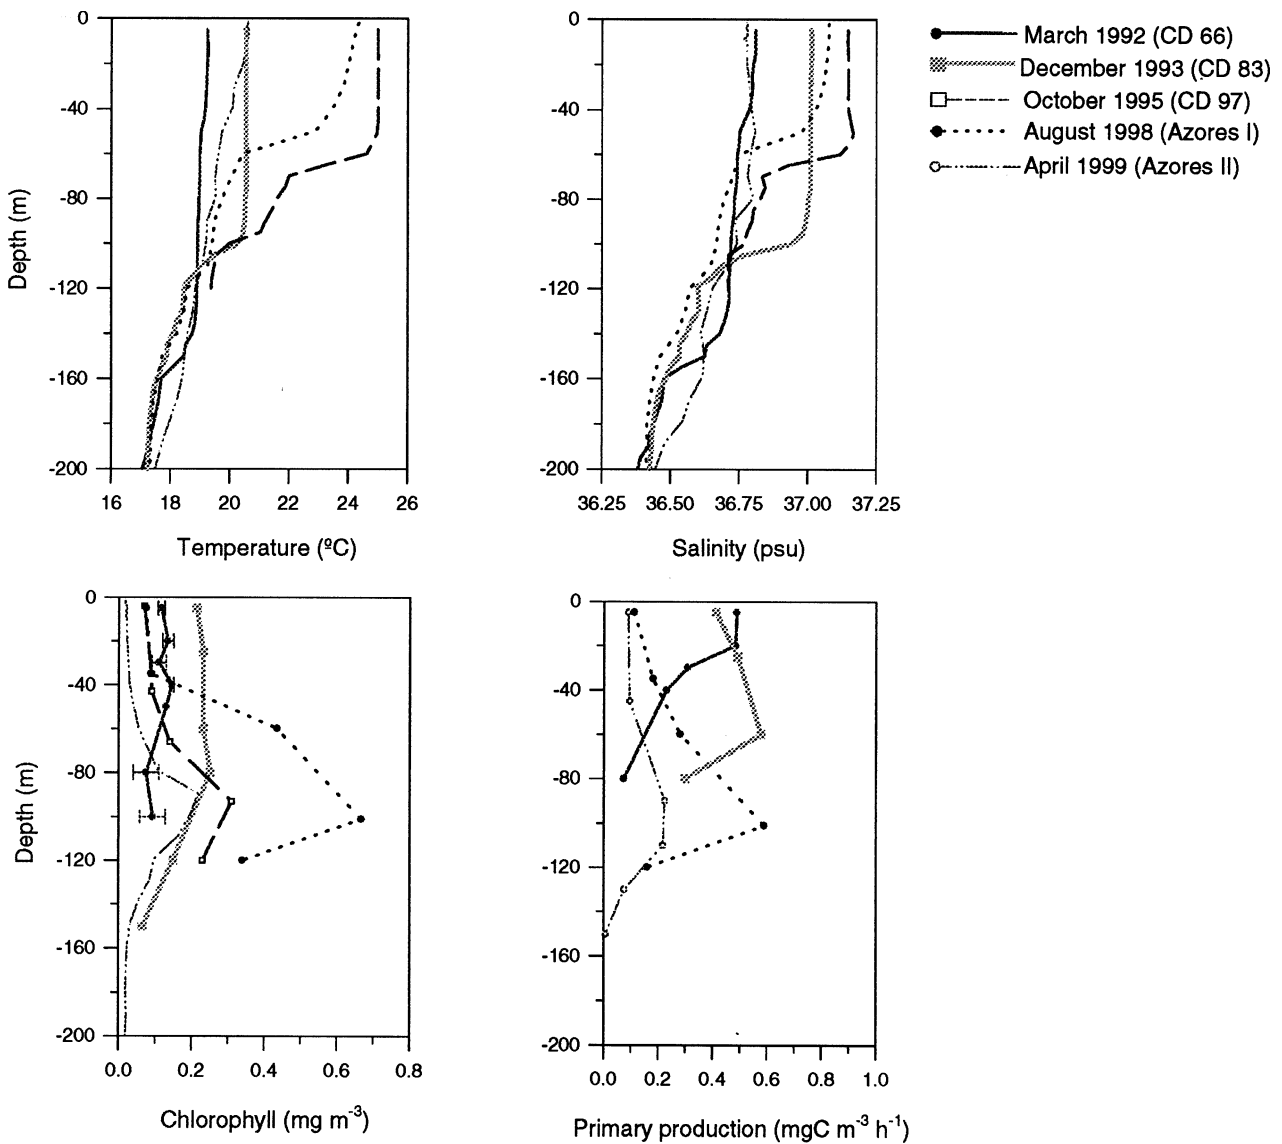 0
-40
-80
-120
-160
-200
16 18 20 22 24 26
Temperature (ºC)
Depth (m)
0
-40
-80
-120
-160
-200
36.25 36.50 36.75 37.00 37.25
Salinity (psu)
March 1992 (CD 66)
December 1993 (CD 83)
October 1995 (CD 97)
August 1998 (Azores I)
April 1999 (Azores II)
0
-40
-80
-120
-160
-200
0.0 0.2 0.4 0.6 0.8
Chlorophyll (mg m⁻³)
Depth (m)
0
-40
-80
-120
-160
-200
0.0 0.2 0.4 0.6 0.8 1.0
Primary production (mgC m⁻³ h⁻¹)